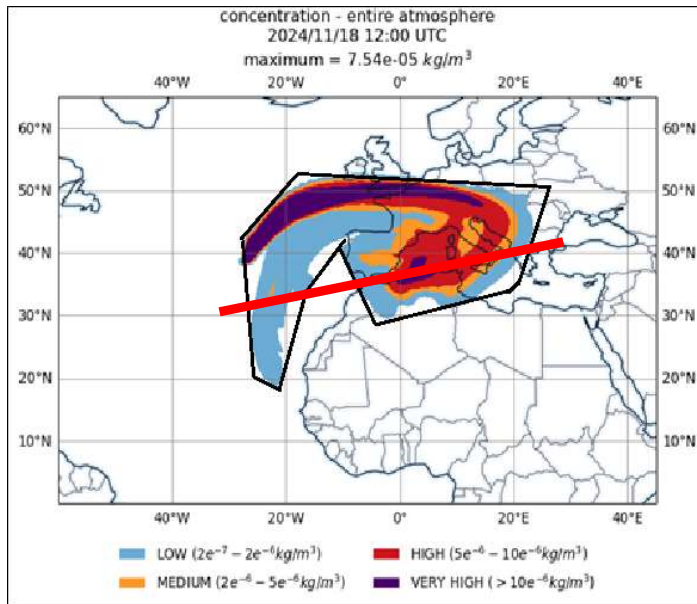 concentration - entire atmosphere
2024/11/18 12:00 UTC
maximum = 7.54e-05 kg/m³
40°W 20°W 0° 20°E 40°E
60°N 60°N
50°N 50°N
40°N 40°N
30°N 30°N
20°N 20°N
10°N 10°N
40°W 20°W 0° 20°E 40°E
LOW (2e⁻⁷ − 2e⁻⁶kg/m³) HIGH (5e⁻⁶ − 10e⁻⁶kg/m³)
MEDIUM (2e⁻⁶ − 5e⁻⁶kg/m³) VERY HIGH (>10e⁻⁶kg/m³)